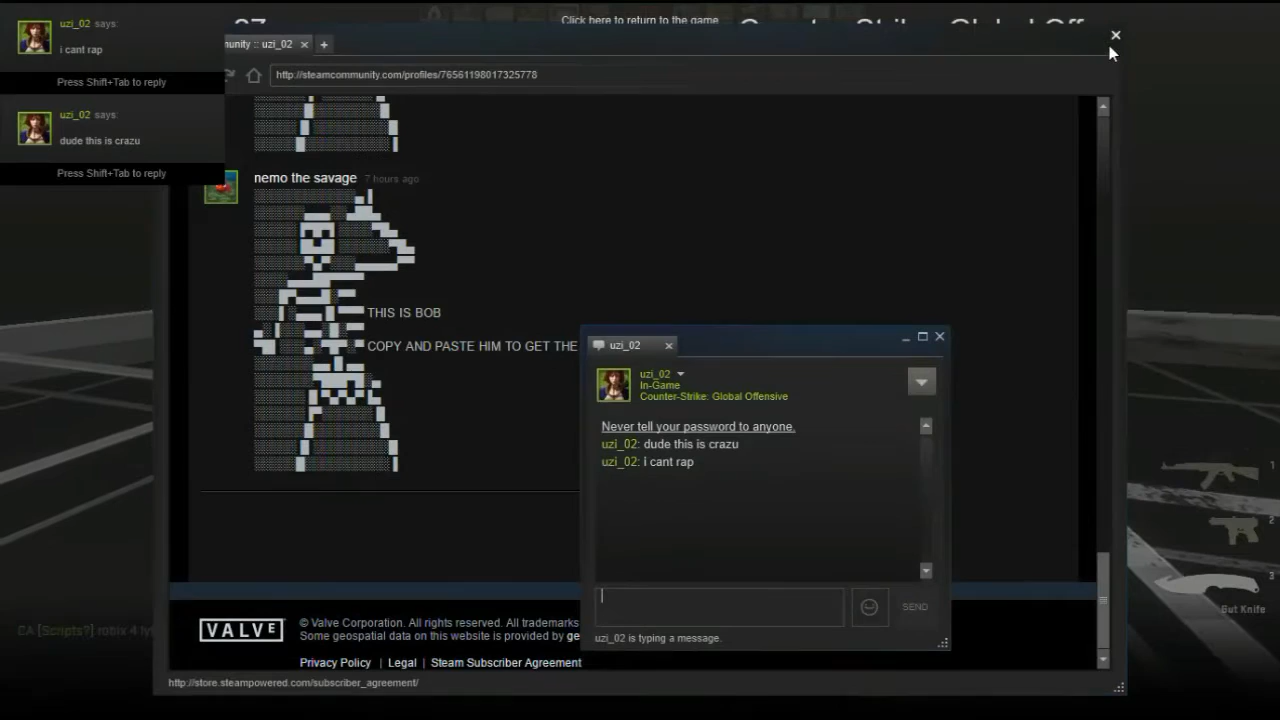 uzi_02 says
i cant rap
Press Shift+Tab to reply
uzi_02 says:
dude this is crazu
Press Shift+Tab to reply
Click here to return to the game
:: uzi_02
http://steamcommunity.com/profiles/76561198017325778
nemo the savage 7 hours ago
THIS IS BOB
COPY AND PASTE HIM TO GET THE
uzi_02
uzi_02
In-Game
Counter-Strike: Global Offensive
Never tell your password to anyone.
uzi_02: dude this is crazu
uzi_02: i cant rap
SEND
uzi_02 is typing a message.
VALVE
© Valve Corporation. All rights reserved. All trademarks
Some geospatial data on this website is provided by ge
Privacy Policy | Legal | Steam Subscriber Agreement
http://store.steampowered.com/subscriber_agreement/
1
2
3
Gut Knife